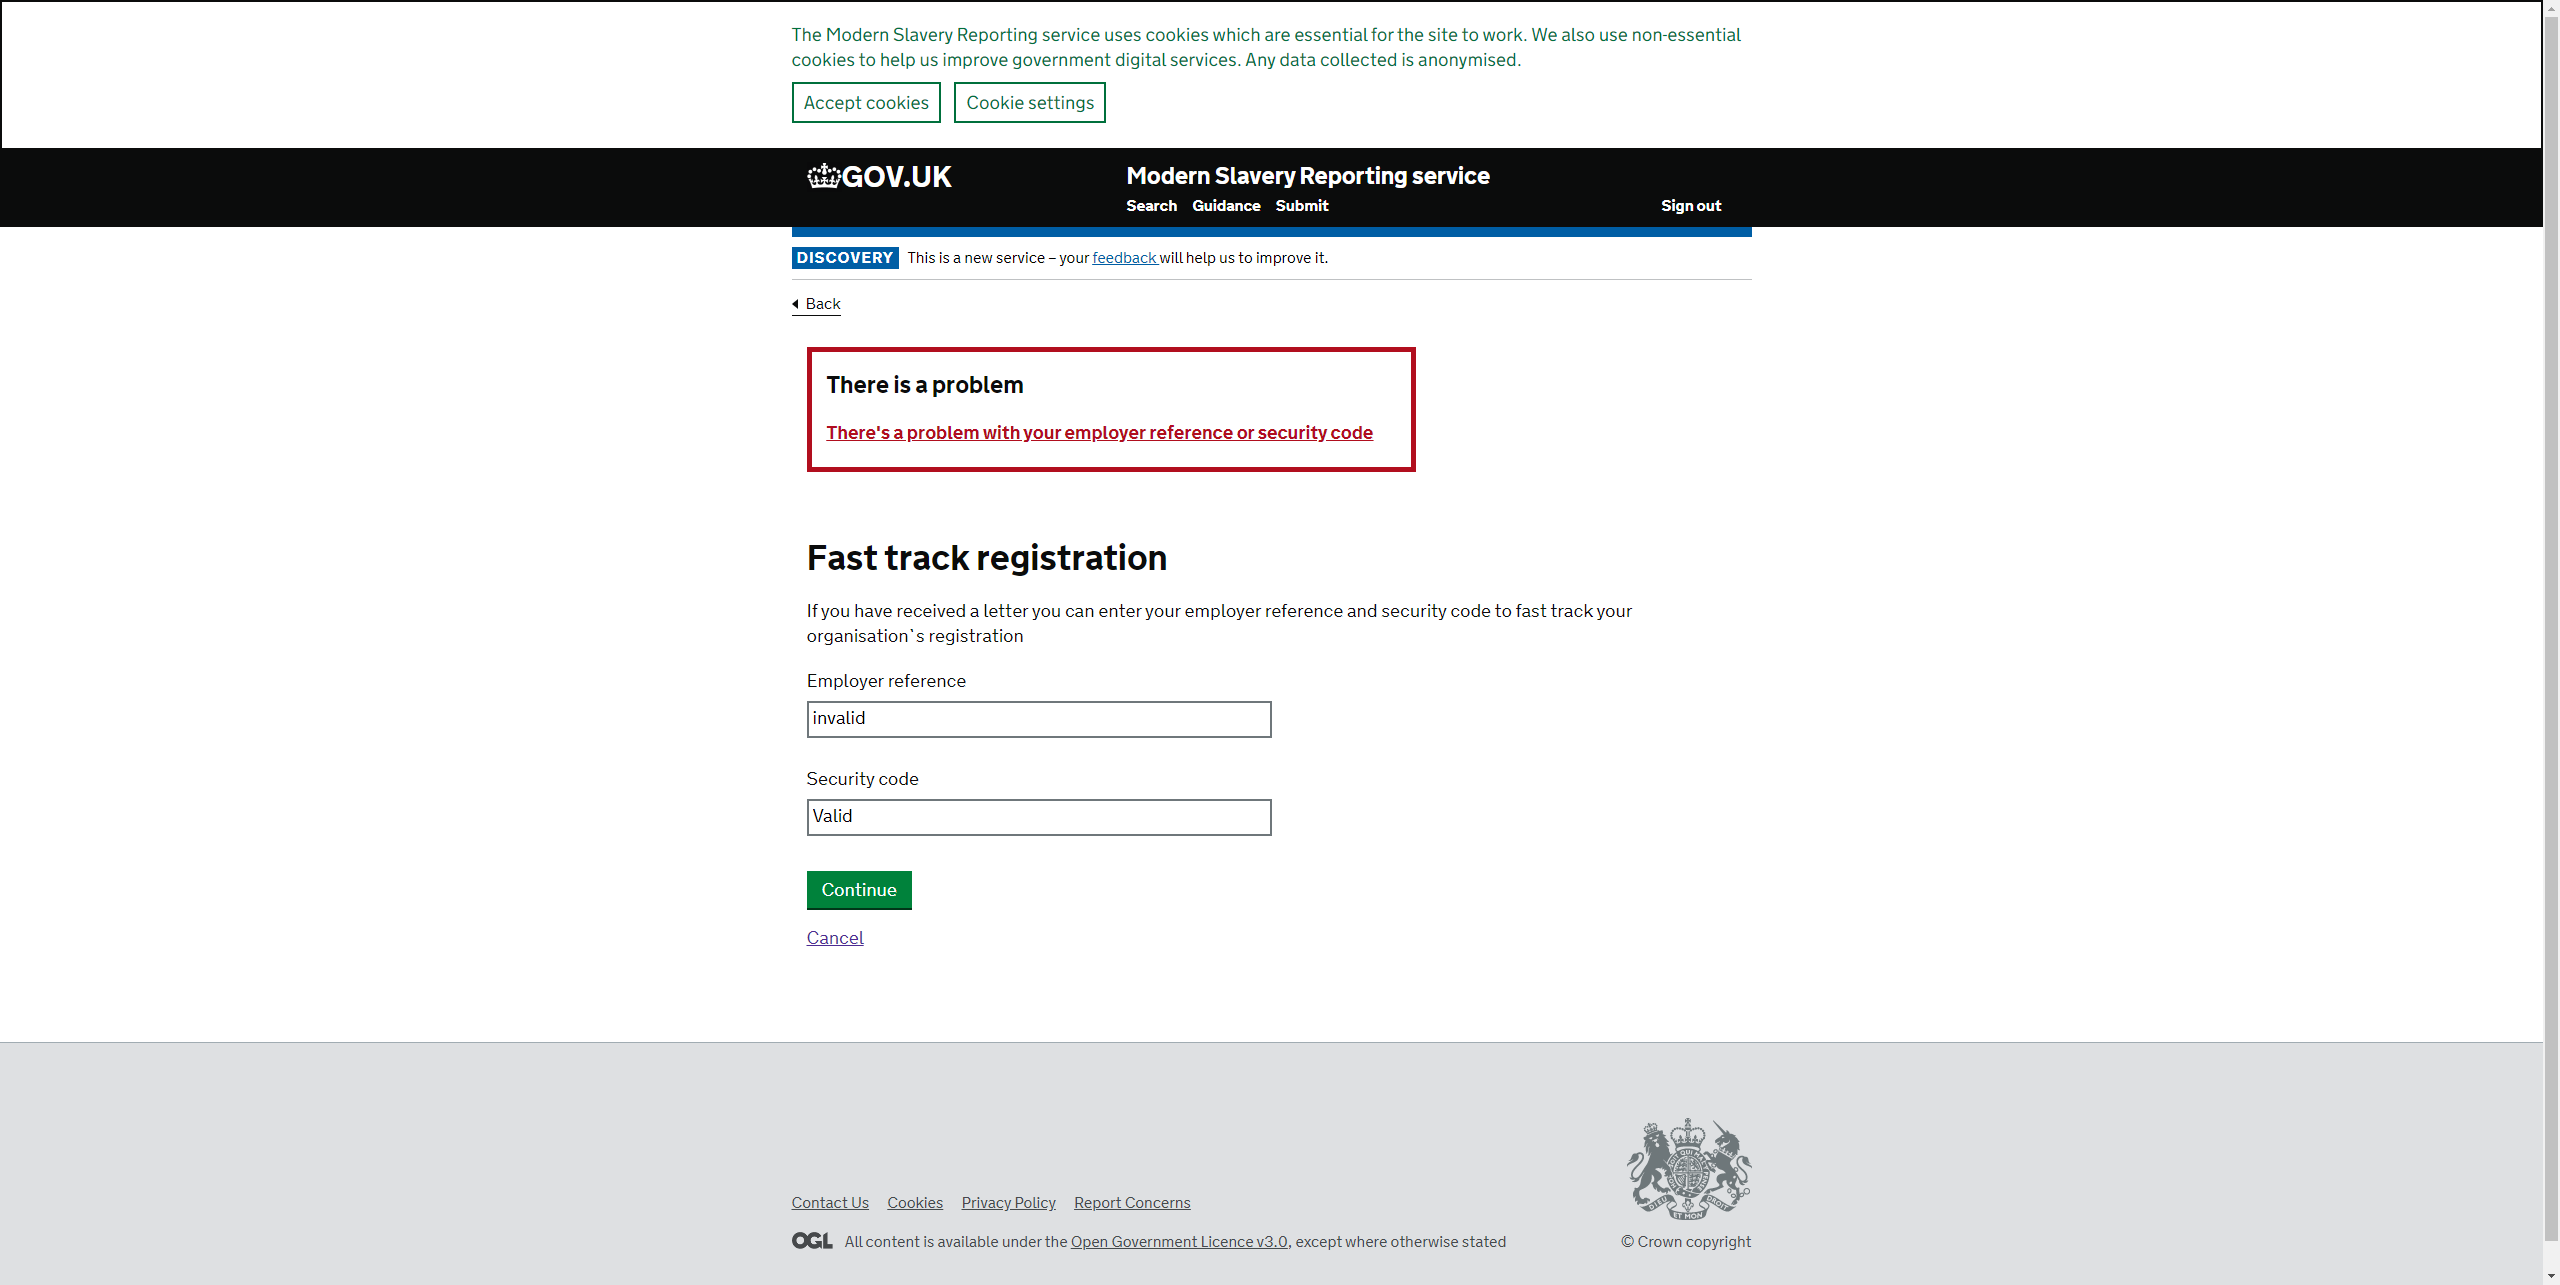 The Modern Slavery Reporting service uses cookies which are essential for the site to work. We also use non-essential
cookies to help us improve government digital services. Any data collected is anonymised.
Accept cookies
Cookie settings
GOV.UK
Modern Slavery Reporting service
Search Guidance Submit
Sign out
DISCOVERY This is a new service – your feedback will help us to improve it.
Back
There is a problem
There's a problem with your employer reference or security code
Fast track registration
If you have received a letter you can enter your employer reference and security code to fast track your
organisation`s registration
Employer reference
invalid
Security code
Valid
Continue
Cancel
Contact Us Cookies Privacy Policy Report Concerns
OGL All content is available under the Open Government Licence v3.0, except where otherwise stated
© Crown copyright